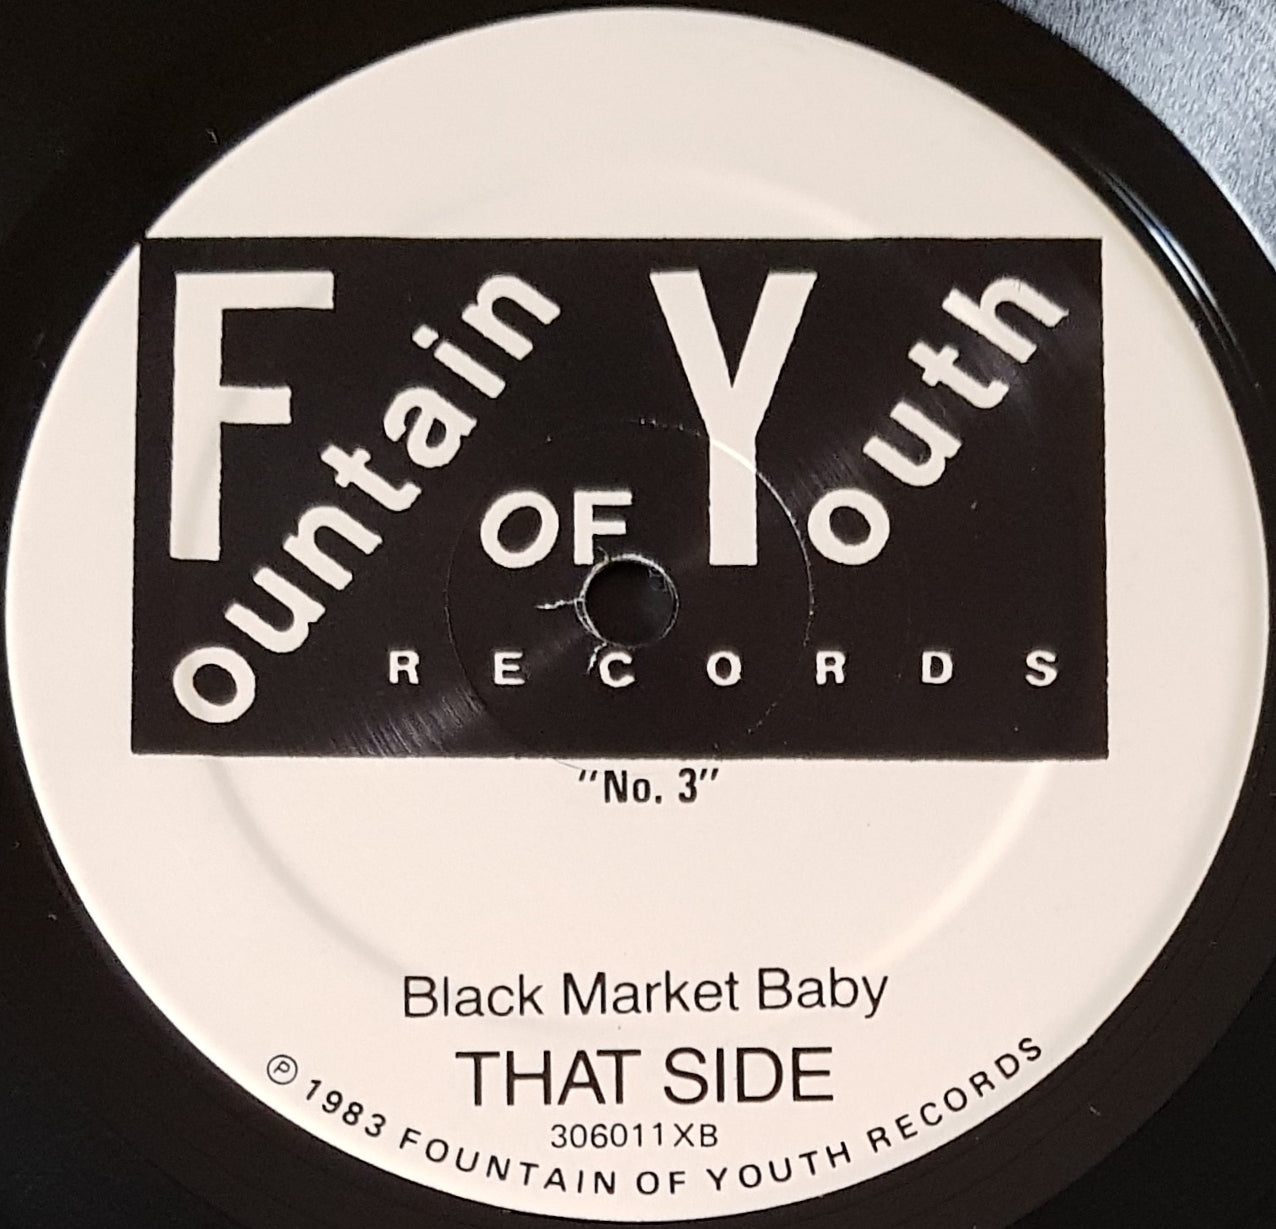 Fountain OF Youth
RECORDS
"No. 3"
Black Market Baby
THAT SIDE
306011XB
℗ 1983 FOUNTAIN OF YOUTH RECORDS